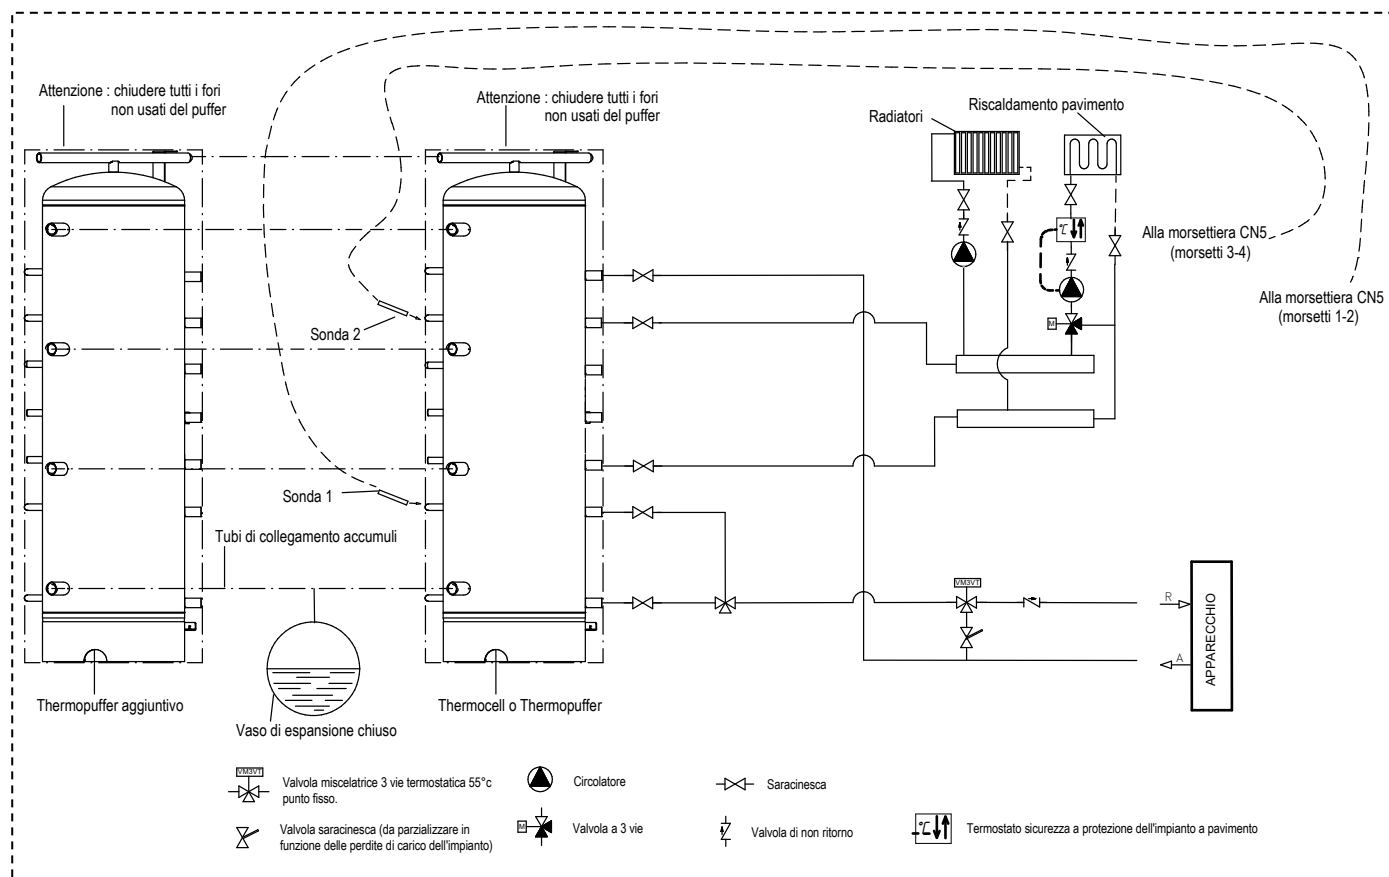 Attenzione : chiudere tutti i fori
non usati del puffer
Attenzione : chiudere tutti i fori
non usati del puffer
Radiatori
Riscaldamento pavimento
°C
Alla morsettiera CN5
(morsetti 3-4)
Alla morsettiera CN5
(morsetti 1-2)
M
Sonda 2
Sonda 1
Tubi di collegamento accumuli
VM3VT
R
A
APPARECCHIO
Thermopuffer aggiuntivo
Vaso di espansione chiuso
Thermocell o Thermopuffer
VM3VT
Valvola miscelatrice 3 vie termostatica 55°c
punto fisso.
Circolatore
Saracinesca
Valvola saracinesca (da parzializzare in
funzione delle perdite di carico dell'impianto)
M
Valvola a 3 vie
Valvola di non ritorno
°C
Termostato sicurezza a protezione dell'impianto a pavimento